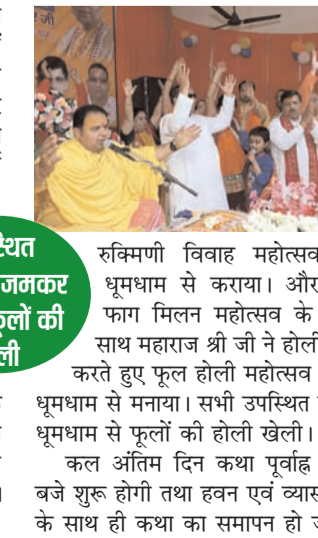 स्थित
जमकर
फूलों की
ली
रुक्मिणी विवाह महोत्सव
धूमधाम से कराया। और
फाग मिलन महोत्सव के
साथ महाराज श्री जी ने होली
करते हुए फूल होली महोत्सव
धूमधाम से मनाया। सभी उपस्थित
धूमधाम से फूलों की होली खेली।
कल अंतिम दिन कथा पूर्वाह्न
बजे शुरू होगी तथा हवन एवं व्यास
के साथ ही कथा का समापन हो